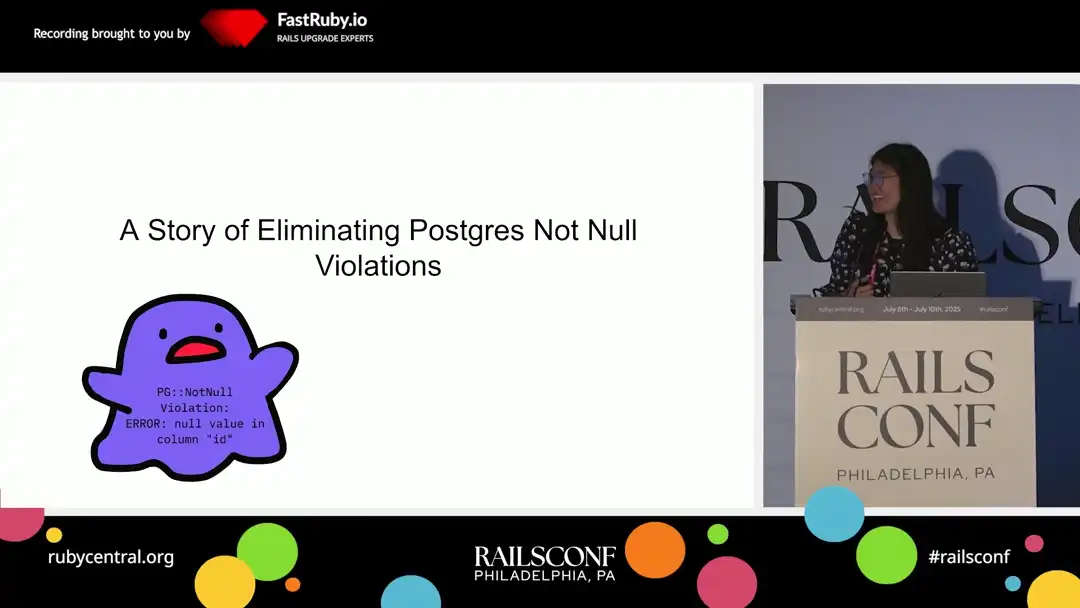 Recording brought to you by
FastRuby.io
RAILS UPGRADE EXPERTS
A Story of Eliminating Postgres Not Null
Violations
PG::NotNull
Violation:
ERROR: null value in
column "id"
RAILSC
rubycentral.org
July 8th - July 10th, 2025
#railsconf
RAILS
CONF
PHILADELPHIA, PA
rubycentral.org
RAILSCONF
PHILADELPHIA, PA
#railsconf